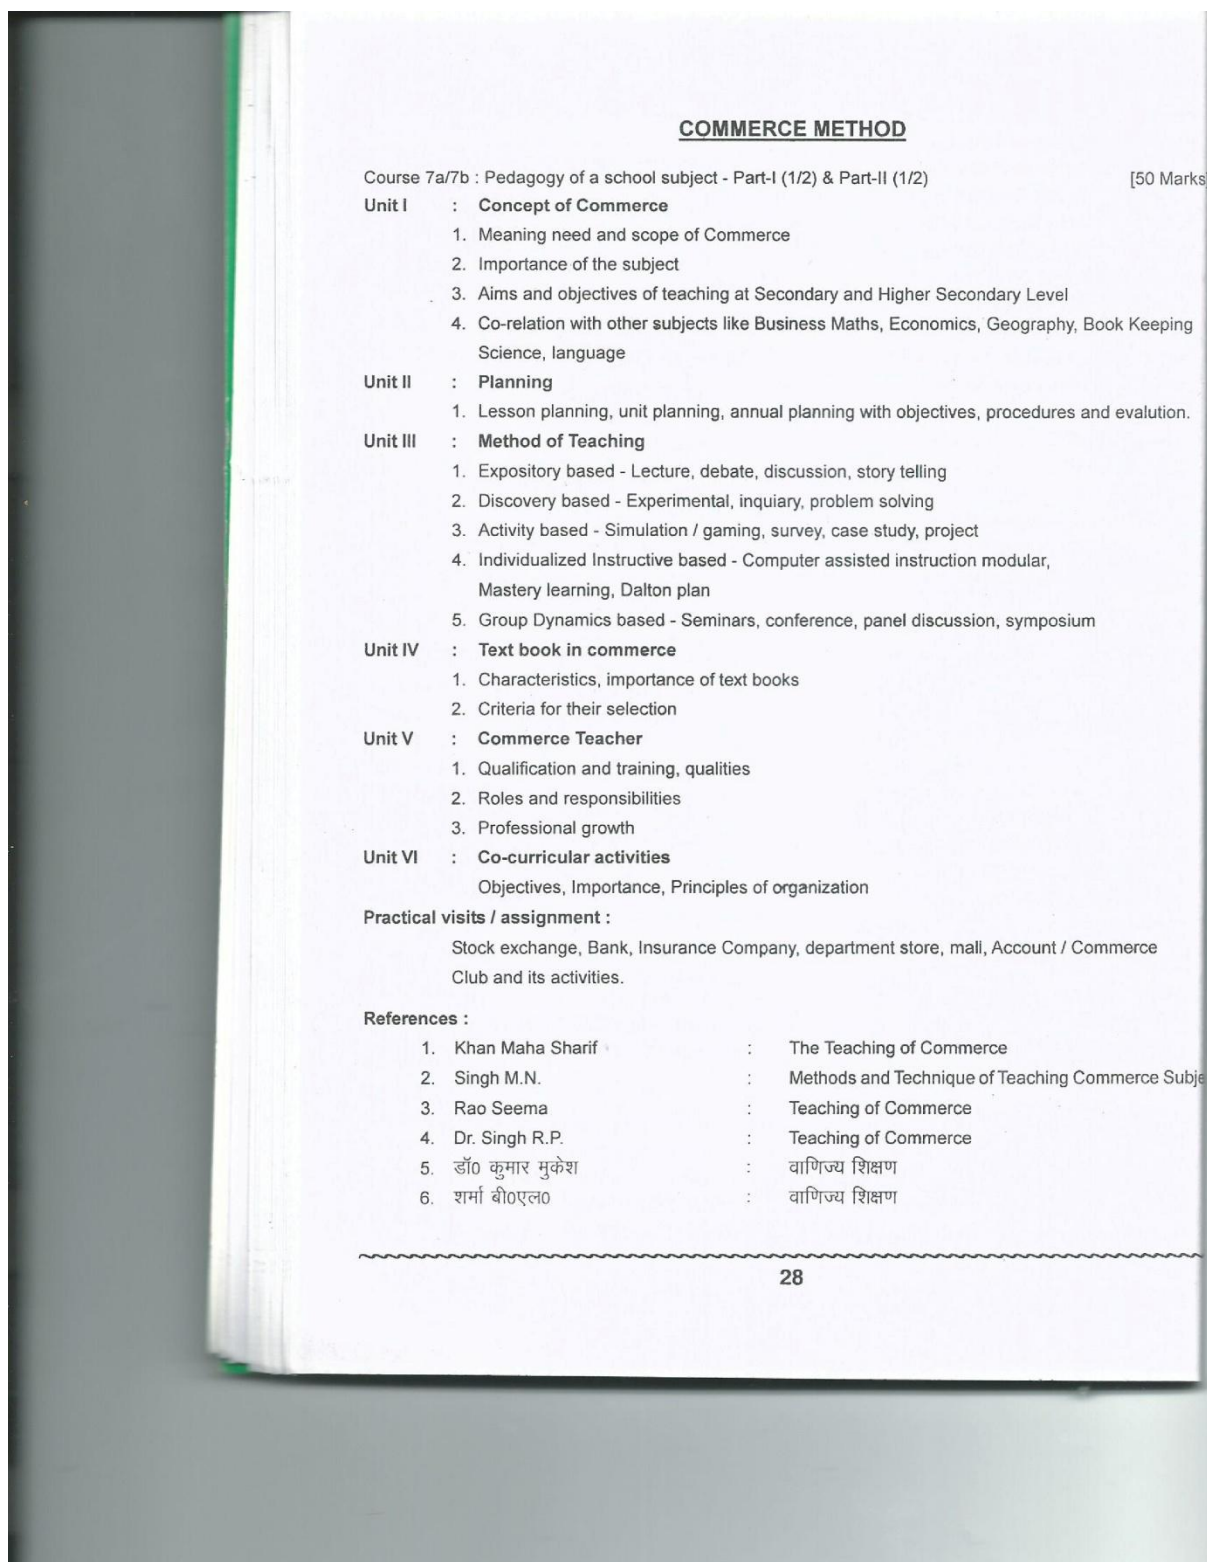 COMMERCE METHOD
Course 7a/7b : Pedagogy of a school subject - Part-I (1/2) & Part-II (1/2) [50 Marks]
Unit I : Concept of Commerce
1. Meaning need and scope of Commerce
2. Importance of the subject
3. Aims and objectives of teaching at Secondary and Higher Secondary Level
4. Co-relation with other subjects like Business Maths, Economics, Geography, Book Keeping
Science, language
Unit II : Planning
1. Lesson planning, unit planning, annual planning with objectives, procedures and evalution.
Unit III : Method of Teaching
1. Expository based - Lecture, debate, discussion, story telling
2. Discovery based - Experimental, inquiary, problem solving
3. Activity based - Simulation / gaming, survey, case study, project
4. Individualized Instructive based - Computer assisted instruction modular,
Mastery learning, Dalton plan
5. Group Dynamics based - Seminars, conference, panel discussion, symposium
Unit IV : Text book in commerce
1. Characteristics, importance of text books
2. Criteria for their selection
Unit V : Commerce Teacher
1. Qualification and training, qualities
2. Roles and responsibilities
3. Professional growth
Unit VI : Co-curricular activities
Objectives, Importance, Principles of organization
Practical visits / assignment :
Stock exchange, Bank, Insurance Company, department store, mall, Account / Commerce
Club and its activities.
References :
1. Khan Maha Sharif : The Teaching of Commerce
2. Singh M.N. : Methods and Technique of Teaching Commerce
3. Rao Seema : Teaching of Commerce
4. Dr. Singh R.P. : Teaching of Commerce
5. डॉ0 कुमार मुकेश : वाणिज्य शिक्षण
6. शर्मा बी0एल0 : वाणिज्य शिक्षण
28